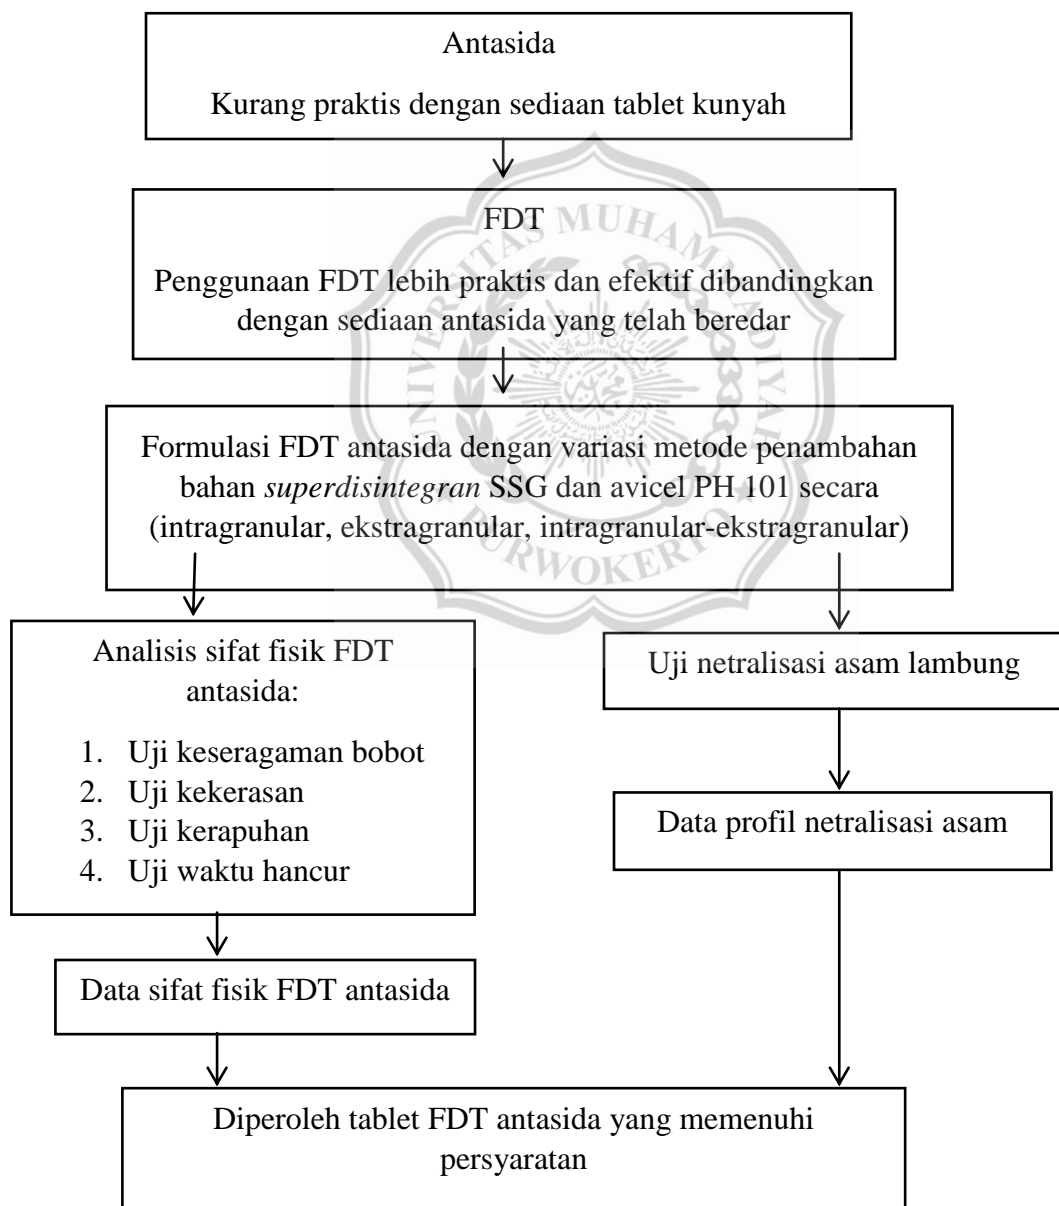 Antasida
Kurang praktis dengan sediaan tablet kunyah
FDT
Penggunaan FDT lebih praktis dan efektif dibandingkan
dengan sediaan antasida yang telah beredar
Formulasi FDT antasida dengan variasi metode penambahan
bahan superdisintegran SSG dan avicel PH 101 secara
(intragranular, ekstragranular, intragranular-ekstragranular)
Analisis sifat fisik FDT
antasida:
1. Uji keseragaman bobot
2. Uji kekerasan
3. Uji kerapuhan
4. Uji waktu hancur
Uji netralisasi asam lambung
Data profil netralisasi asam
Data sifat fisik FDT antasida
Diperoleh tablet FDT antasida yang memenuhi
persyaratan
UNIVERSITAS MUHAMMADIYAH
PURWOKERTO